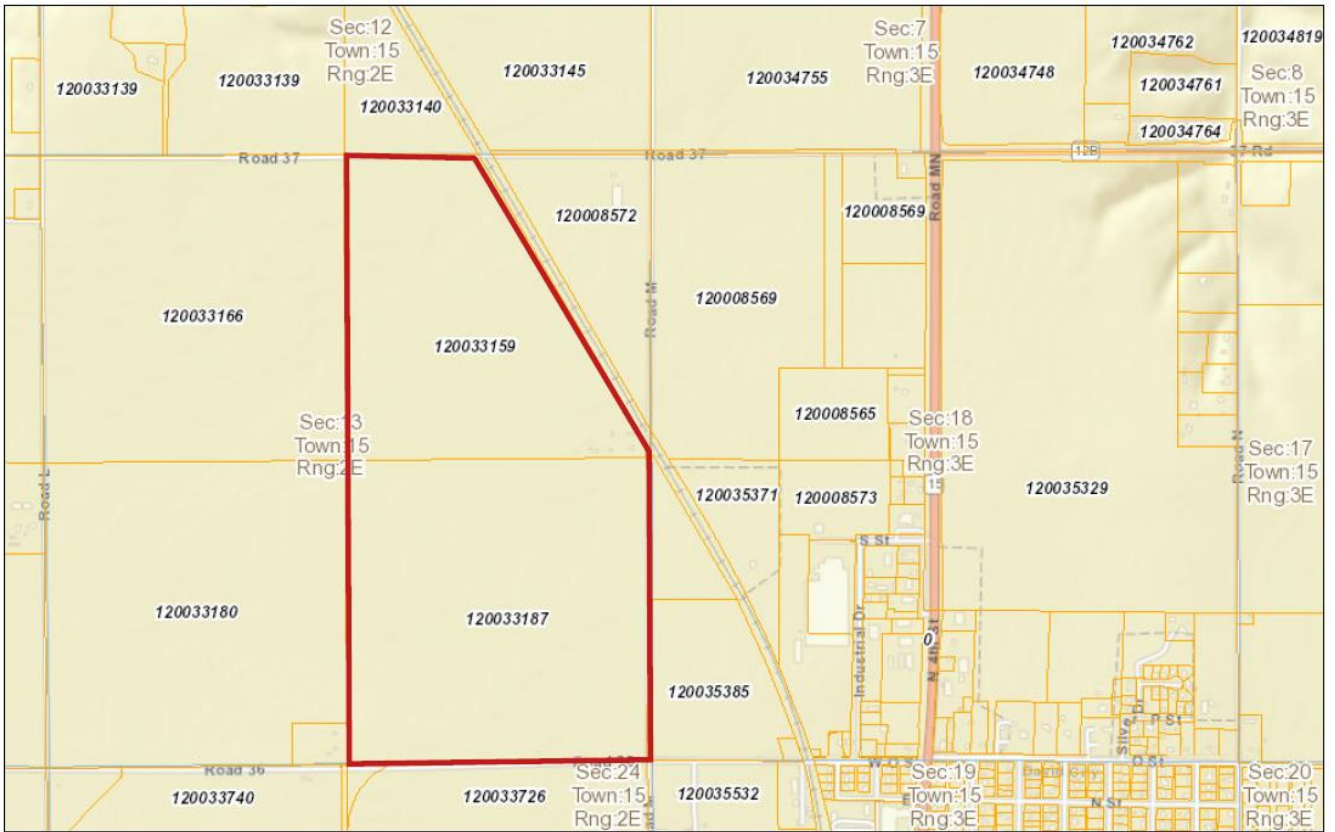 Sec:12
Town:15
Rng:2E
Sec:7
Town:15
Rng:3E
120034762
120034819
120033139
120033139
120033145
120034755
120034748
120034761
Sec:8
Town:15
Rng:3E
120033140
120034764
12B
Road 37
Road 37
Road MN
120008572
120008569
120033166
120008569
Road M
120033159
120008565
Sec:13
Town:15
Rng:2E
Sec:18
Town:15
Rng:3E
Road N
Sec:17
Town:15
Rng:3E
Road L
120035371
120008573
15
120035329
S St
120033180
120033187
Industrial Dr
0
N 4th St
120035385
P St
Road 36
W O St
O St
Sec:24
Town:15
Rng:2E
Sec:19
Town:15
Rng:3E
David City
Sec:20
Town:15
Rng:3E
120033740
120033726
120035532
N St